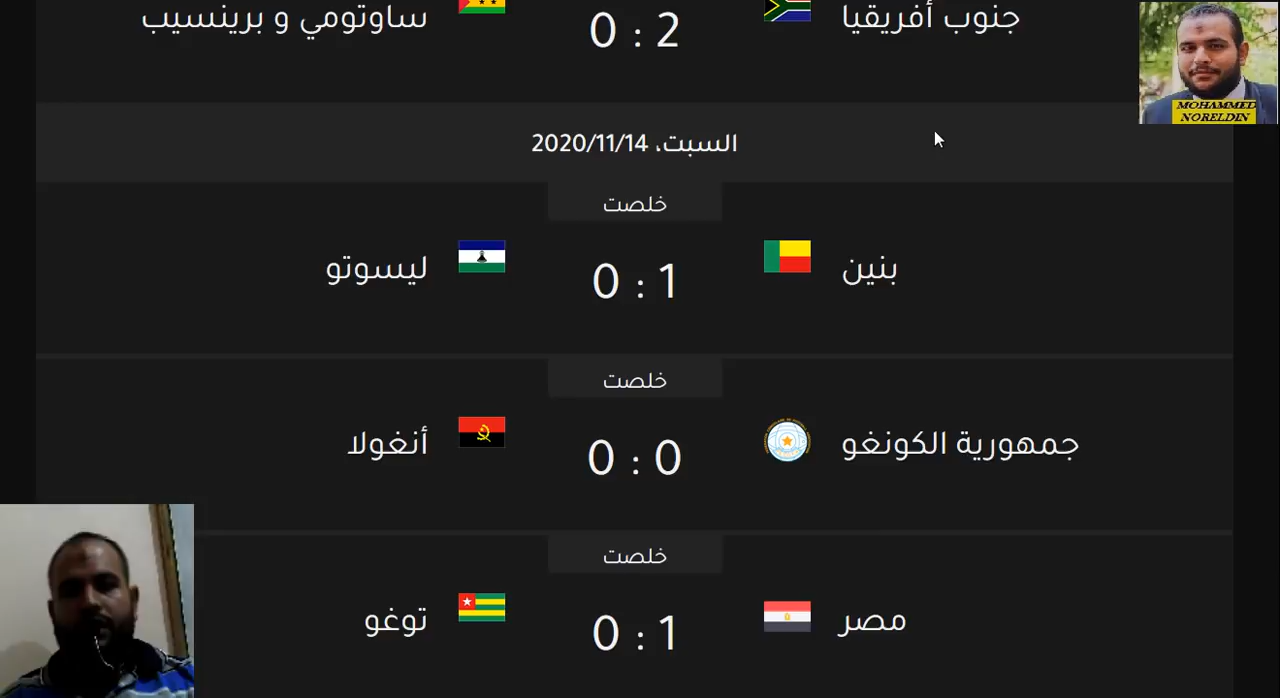 جنوب أفريقيا 2 : 0 ساوتومي و برينسيب
MOHAMMED
NORELDIN
السبت، 2020/11/14
خلصت
بنين 1 : 0 ليسوتو
خلصت
جمهورية الكونغو 0 : 0 أنغولا
خلصت
مصر 1 : 0 توغو